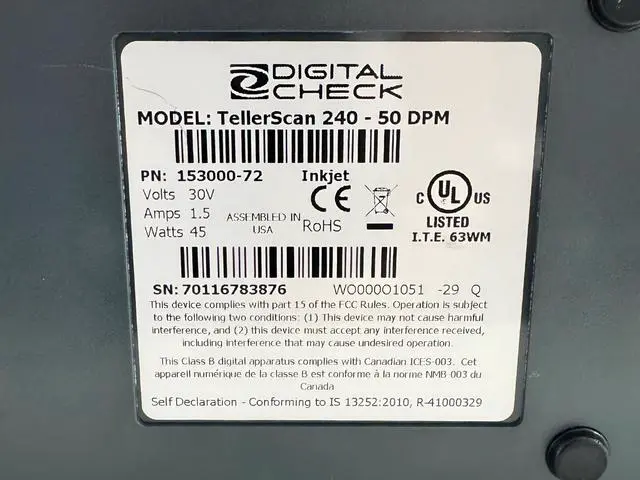 DIGITAL
CHECK
MODEL: TellerScan 240 - 50 DPM
PN: 153000-72 Inkjet
Volts 30V
Amps 1.5
Watts 45
ASSEMBLED IN
USA
CE
RoHS
C UL US
LISTED
I.T.E. 63WM
SN: 70116783876 WO00001051 -29 Q
This device complies with part 15 of the FCC Rules. Operation is subject
to the following two conditions: (1) This device may not cause harmful
interference, and (2) this device must accept any interference received,
including interference that may cause undesired operation.
This Class B digital apparatus complies with Canadian ICES-003. Cet
appareil numérique de la classe B est conforme à la norme NMB-003 du
Canada
Self Declaration - Conforming to IS 13252:2010, R-41000329